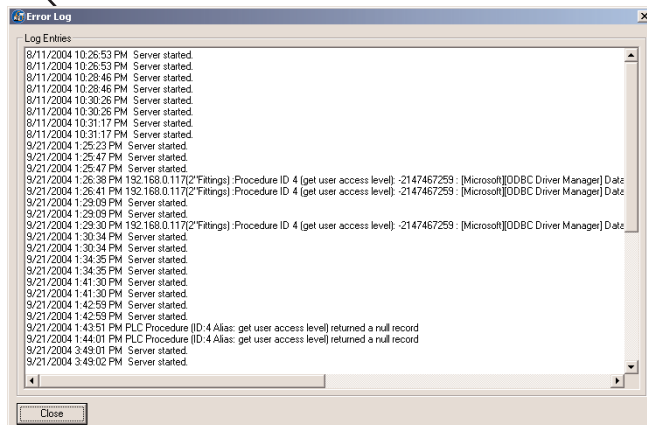 Error Log
Log Entries
8/11/2004 10:26:53 PM Server started.
8/11/2004 10:26:53 PM Server started.
8/11/2004 10:28:46 PM Server started.
8/11/2004 10:28:46 PM Server started.
8/11/2004 10:30:26 PM Server started.
8/11/2004 10:30:26 PM Server started.
8/11/2004 10:31:17 PM Server started.
8/11/2004 10:31:17 PM Server started.
9/21/2004 1:25:23 PM Server started.
9/21/2004 1:25:47 PM Server started.
9/21/2004 1:25:47 PM Server started.
9/21/2004 1:26:38 PM 192.168.0.117(2"Fittings) :Procedure ID 4 (get user access level): -2147467259 : [Microsoft][ODBC Driver Manager] Data
9/21/2004 1:26:41 PM 192.168.0.117(2"Fittings) :Procedure ID 4 (get user access level): -2147467259 : [Microsoft][ODBC Driver Manager] Data
9/21/2004 1:29:09 PM Server started.
9/21/2004 1:29:09 PM Server started.
9/21/2004 1:29:30 PM 192.168.0.117(2"Fittings) :Procedure ID 4 (get user access level): -2147467259 : [Microsoft][ODBC Driver Manager] Data
9/21/2004 1:30:34 PM Server started.
9/21/2004 1:30:34 PM Server started.
9/21/2004 1:34:35 PM Server started.
9/21/2004 1:34:35 PM Server started.
9/21/2004 1:41:30 PM Server started.
9/21/2004 1:41:30 PM Server started.
9/21/2004 1:42:59 PM Server started.
9/21/2004 1:42:59 PM Server started.
9/21/2004 1:43:51 PM PLC Procedure (ID:4 Alias: get user access level) returned a null record
9/21/2004 1:44:01 PM PLC Procedure (ID:4 Alias: get user access level) returned a null record
9/21/2004 3:49:01 PM Server started.
9/21/2004 3:49:02 PM Server started.
Close